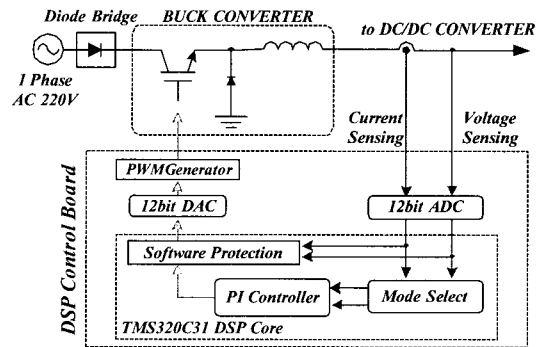 Diode Bridge
BUCK CONVERTER
to DC/DC CONVERTER
1 Phase
AC 220V
Current
Sensing
Voltage
Sensing
DSP Control Board
PWMGenerator
12bit DAC
12bit ADC
Software Protection
PI Controller
Mode Select
TMS320C31 DSP Core